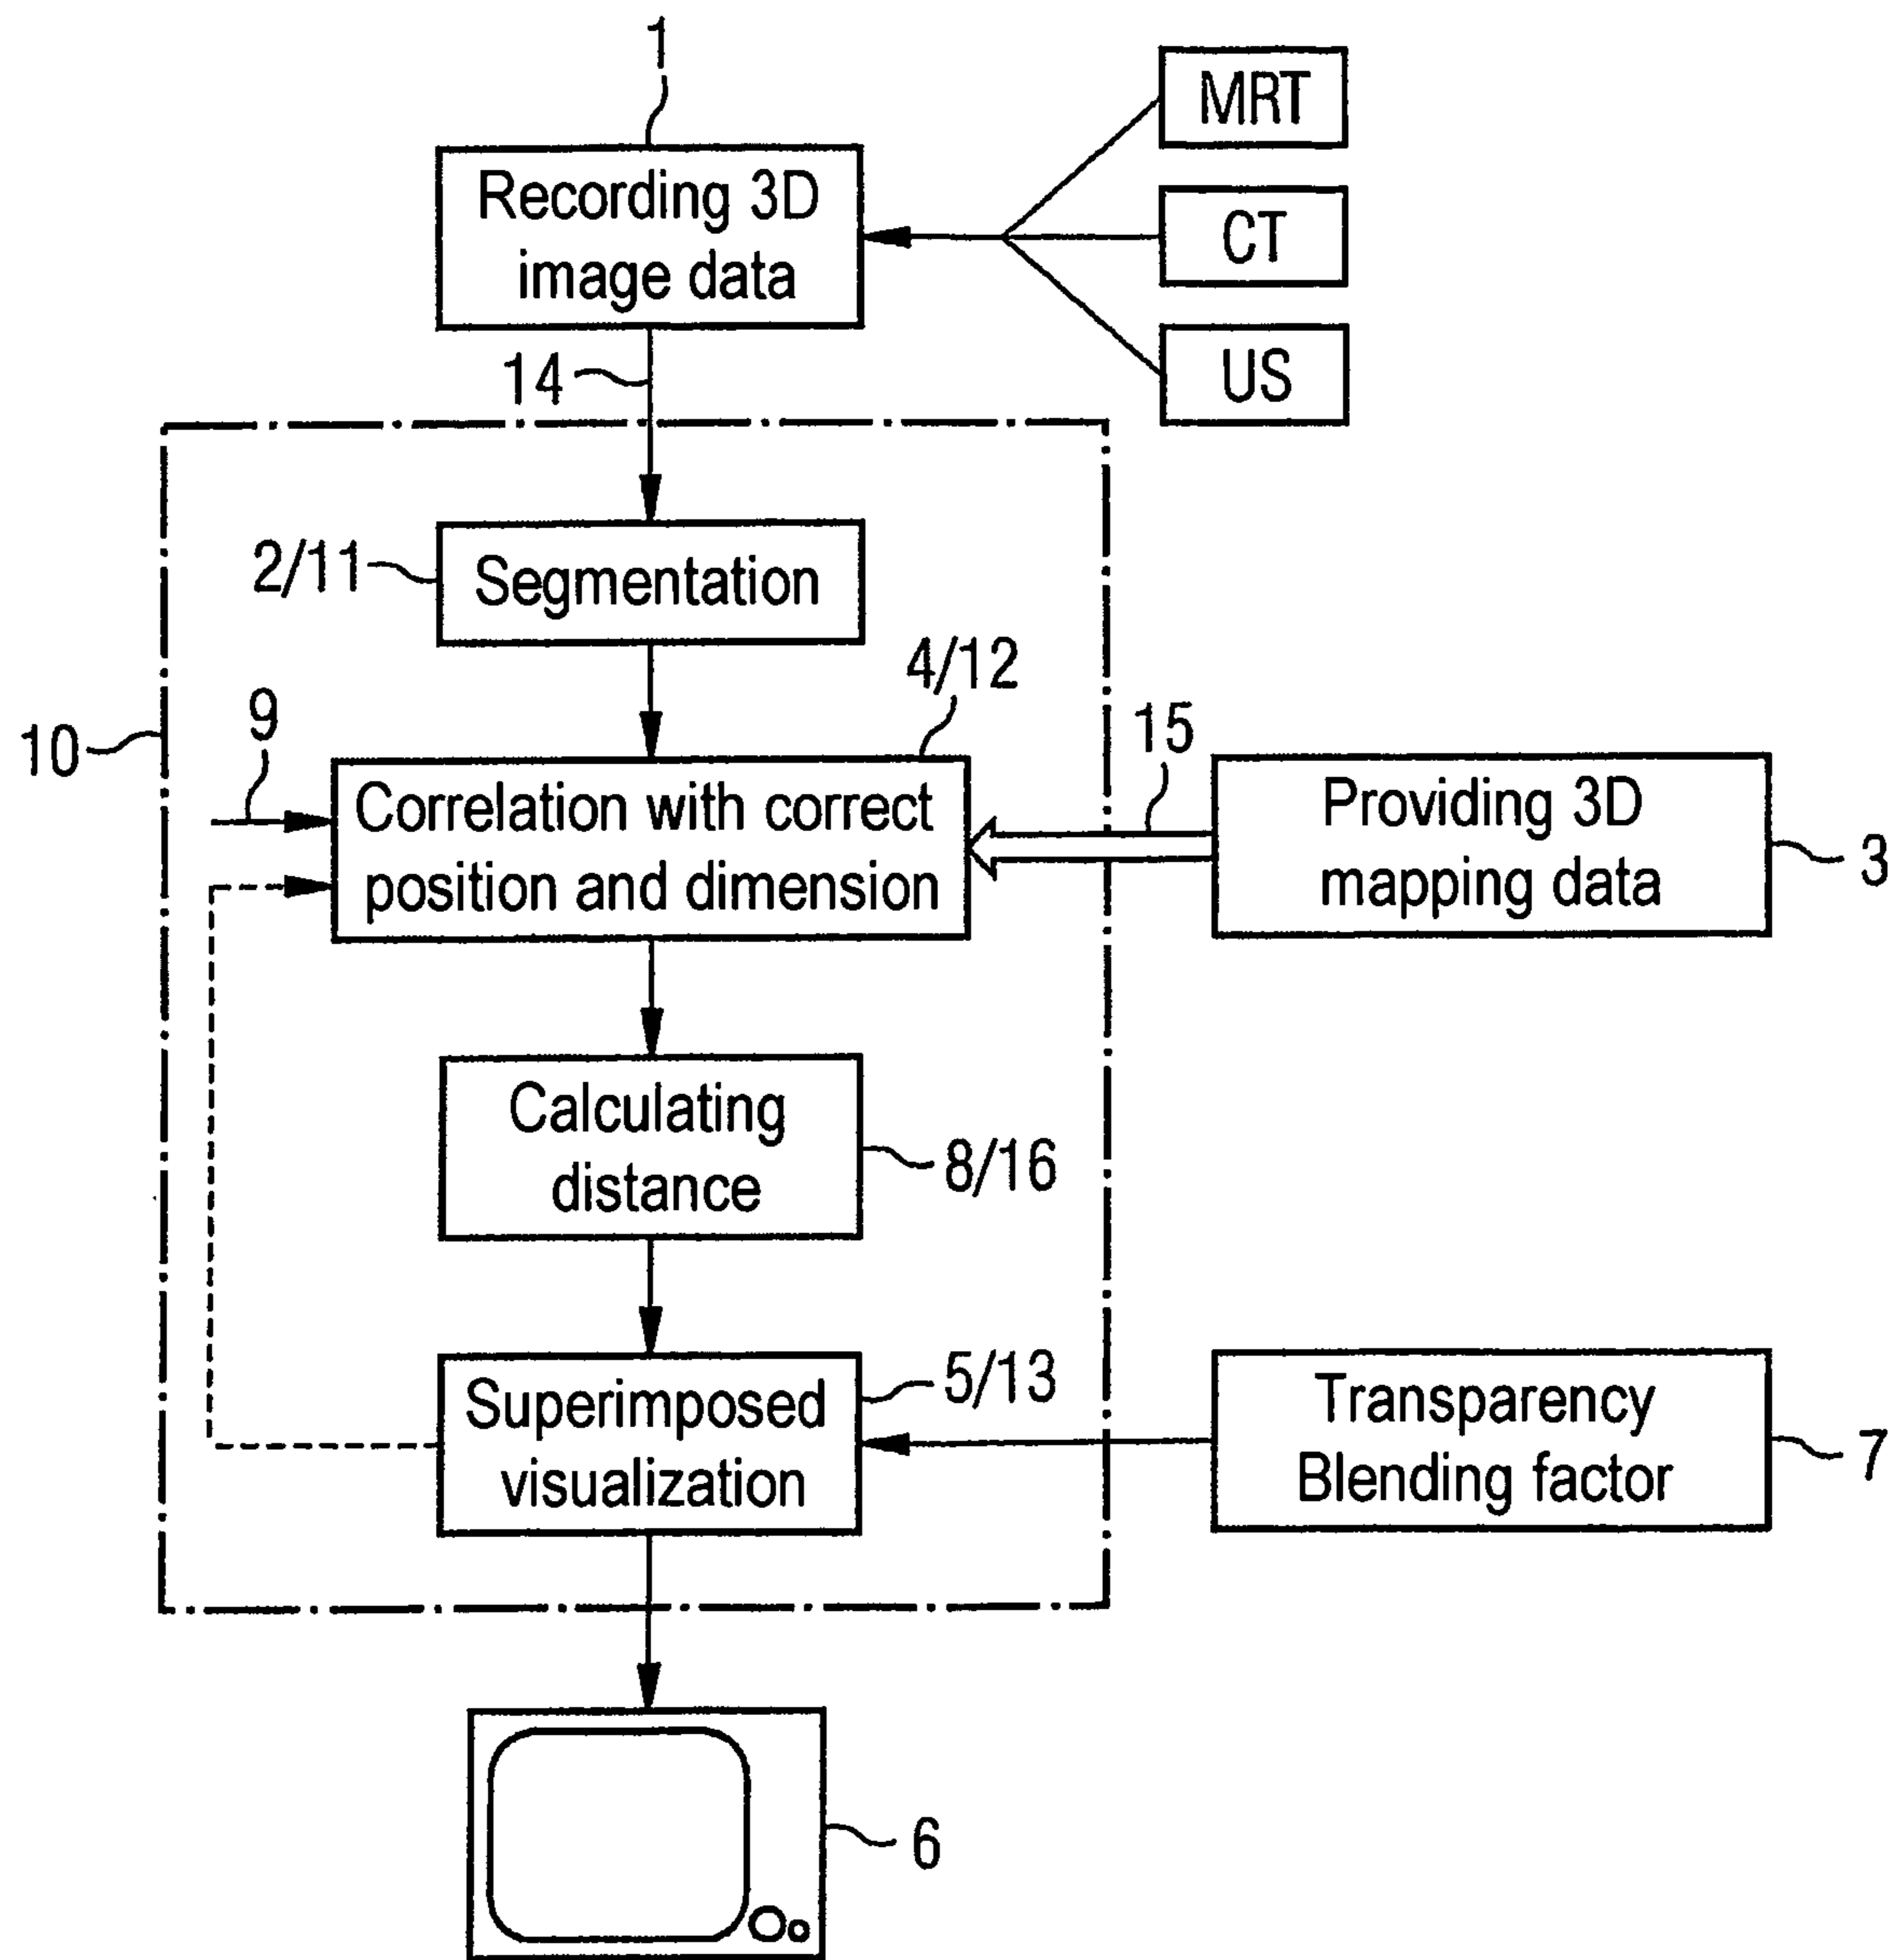 1
MRT
Recording 3D
image data
CT
US
14
2/11
Segmentation
4/12
9
10
15
Correlation with correct
position and dimension
Providing 3D
mapping data
3
Calculating
distance
8/16
5/13
Superimposed
visualization
Transparency
Blending factor
7
6